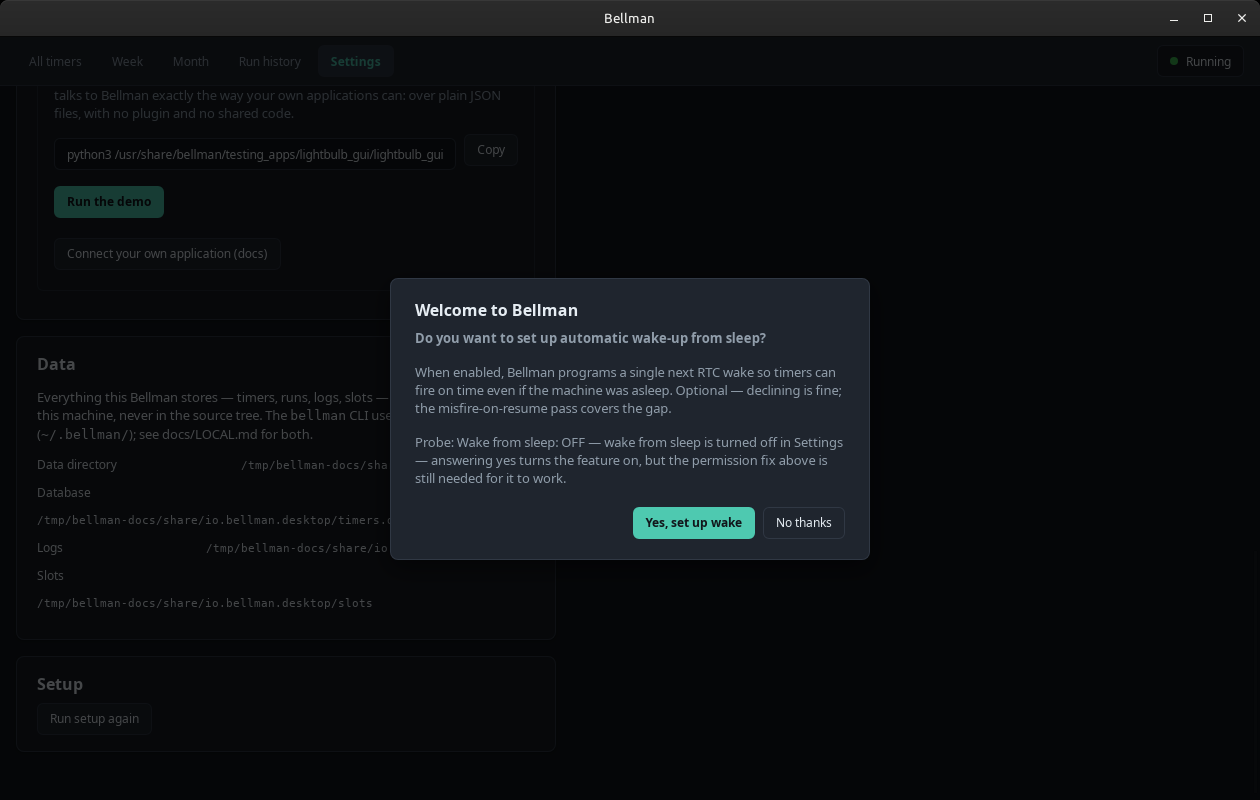 Bellman
All timers
Week
Month
Run history
Settings
Running
talks to Bellman exactly the way your own applications can: over plain JSON
files, with no plugin and no shared code.
python3 /usr/share/bellman/testing_apps/lightbulb_gui/lightbulb_gui
Copy
Run the demo
Connect your own application (docs)
Data
Everything this Bellman stores — timers, runs, logs, slots —
this machine, never in the source tree. The bellman CLI use
(~/.bellman/); see docs/LOCAL.md for both.
Data directory
/tmp/bellman-docs/sha
Database
/tmp/bellman-docs/share/io.bellman.desktop/timers.
Logs
/tmp/bellman-docs/share/io
Slots
/tmp/bellman-docs/share/io.bellman.desktop/slots
Setup
Run setup again
Welcome to Bellman
Do you want to set up automatic wake-up from sleep?
When enabled, Bellman programs a single next RTC wake so timers can
fire on time even if the machine was asleep. Optional — declining is fine;
the misfire-on-resume pass covers the gap.
Probe: Wake from sleep: OFF — wake from sleep is turned off in Settings
— answering yes turns the feature on, but the permission fix above is
still needed for it to work.
Yes, set up wake
No thanks